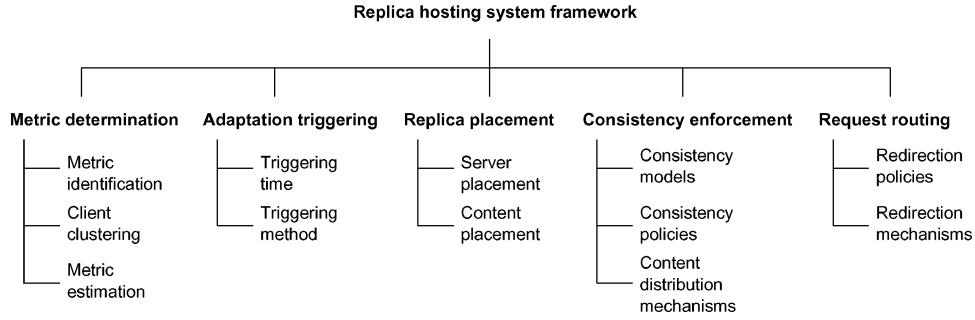 Replica hosting system framework
Metric determination
Metric
identification
Client
clustering
Metric
estimation
Adaptation triggering
Triggering
time
Triggering
method
Replica placement
Server
placement
Content
placement
Consistency enforcement
Consistency
models
Consistency
policies
Content
distribution
mechanisms
Request routing
Redirection
policies
Redirection
mechanisms